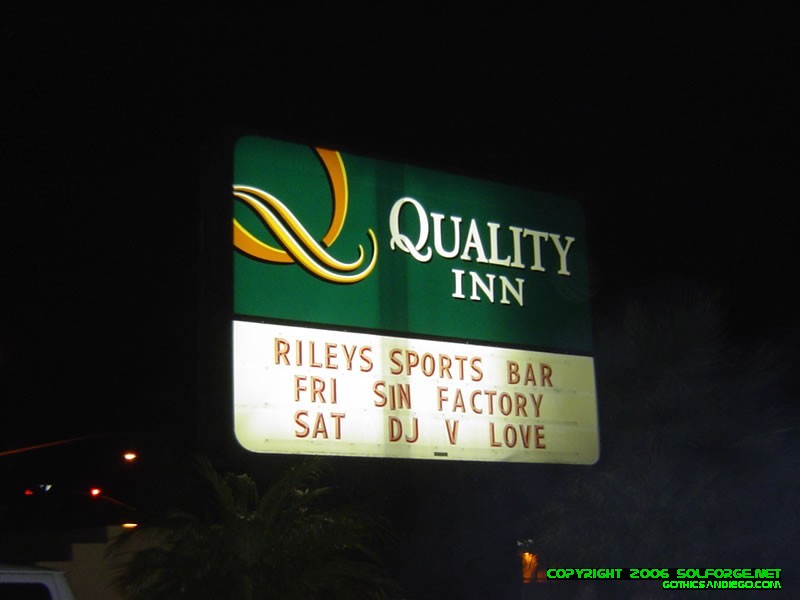 QUALITY
INN
RILEYS SPORTS BAR
FRI SIN FACTORY
SAT DJ V LOVE
COPYRIGHT 2006 SOLFORGE.NET
GOTHICSANDIEGO.COM